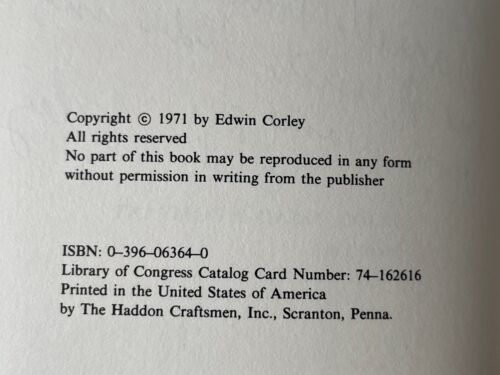 Copyright © 1971 by Edwin Corley
All rights reserved
No part of this book may be reproduced in any form
without permission in writing from the publisher
ISBN: 0–396–06364–0
Library of Congress Catalog Card Number: 74–162616
Printed in the United States of America
by The Haddon Craftsmen, Inc., Scranton, Penna.